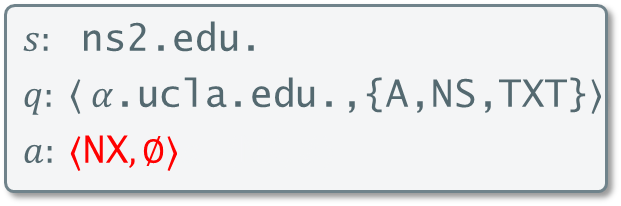 s: ns2.edu.
q: ⟨α.ucla.edu.,{A,NS,TXT}⟩
a: ⟨NX,∅⟩